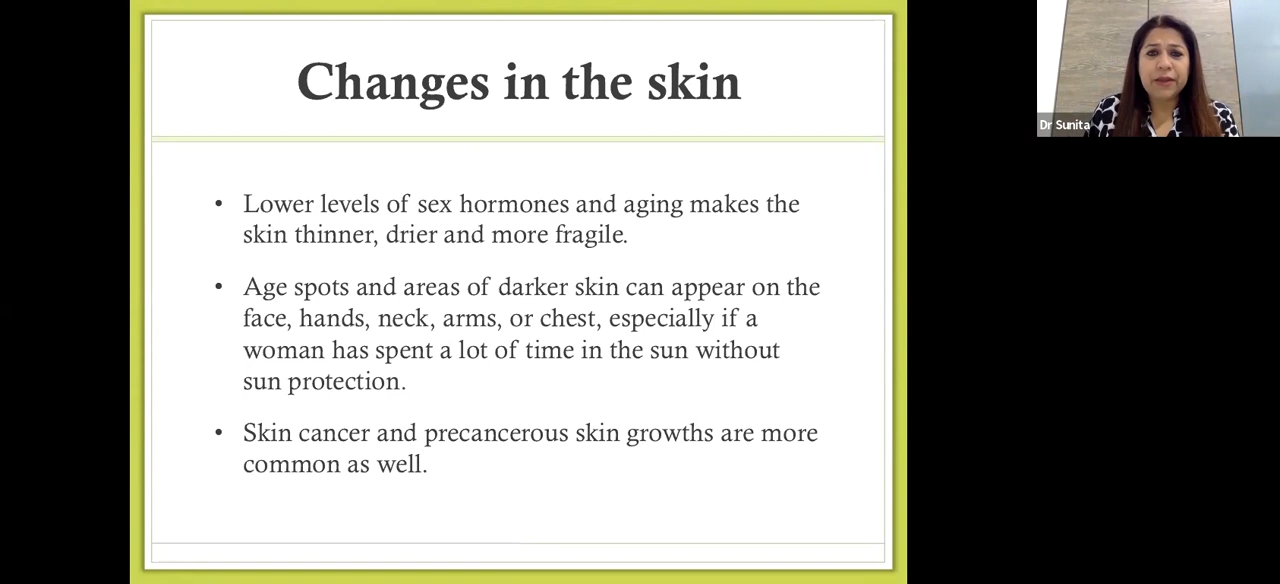 Changes in the skin
Dr Sunita
• Lower levels of sex hormones and aging makes the
skin thinner, drier and more fragile.
• Age spots and areas of darker skin can appear on the
face, hands, neck, arms, or chest, especially if a
woman has spent a lot of time in the sun without
sun protection.
• Skin cancer and precancerous skin growths are more
common as well.